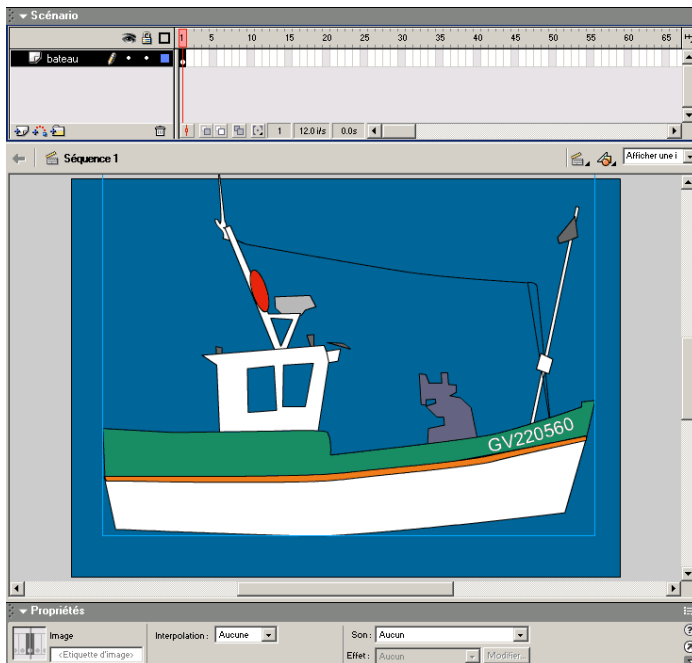 Scénario
1 5 10 15 20 25 30 35 40 45 50 55 60 65 H
bateau
1 12.0 i/s 0.0s
Séquence 1 Afficher une i
GV220560
Propriétés
Image Interpolation : Aucune Son : Aucun
<Etiquette d'image> Effet : Aucun Modifier...